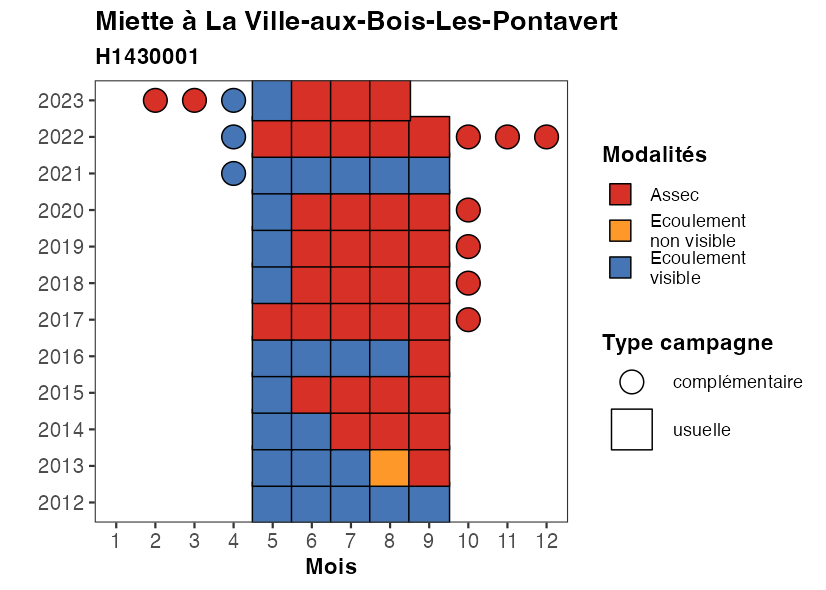 Miette à La Ville-aux-Bois-Les-Pontavert
H1430001
2023
2022
2021
2020
2019
2018
2017
2016
2015
2014
2013
2012
1 2 3 4 5 6 7 8 9 10 11 12
Mois
Modalités
Assec
Ecoulement
non visible
Ecoulement
visible
Type campagne
complémentaire
usuelle